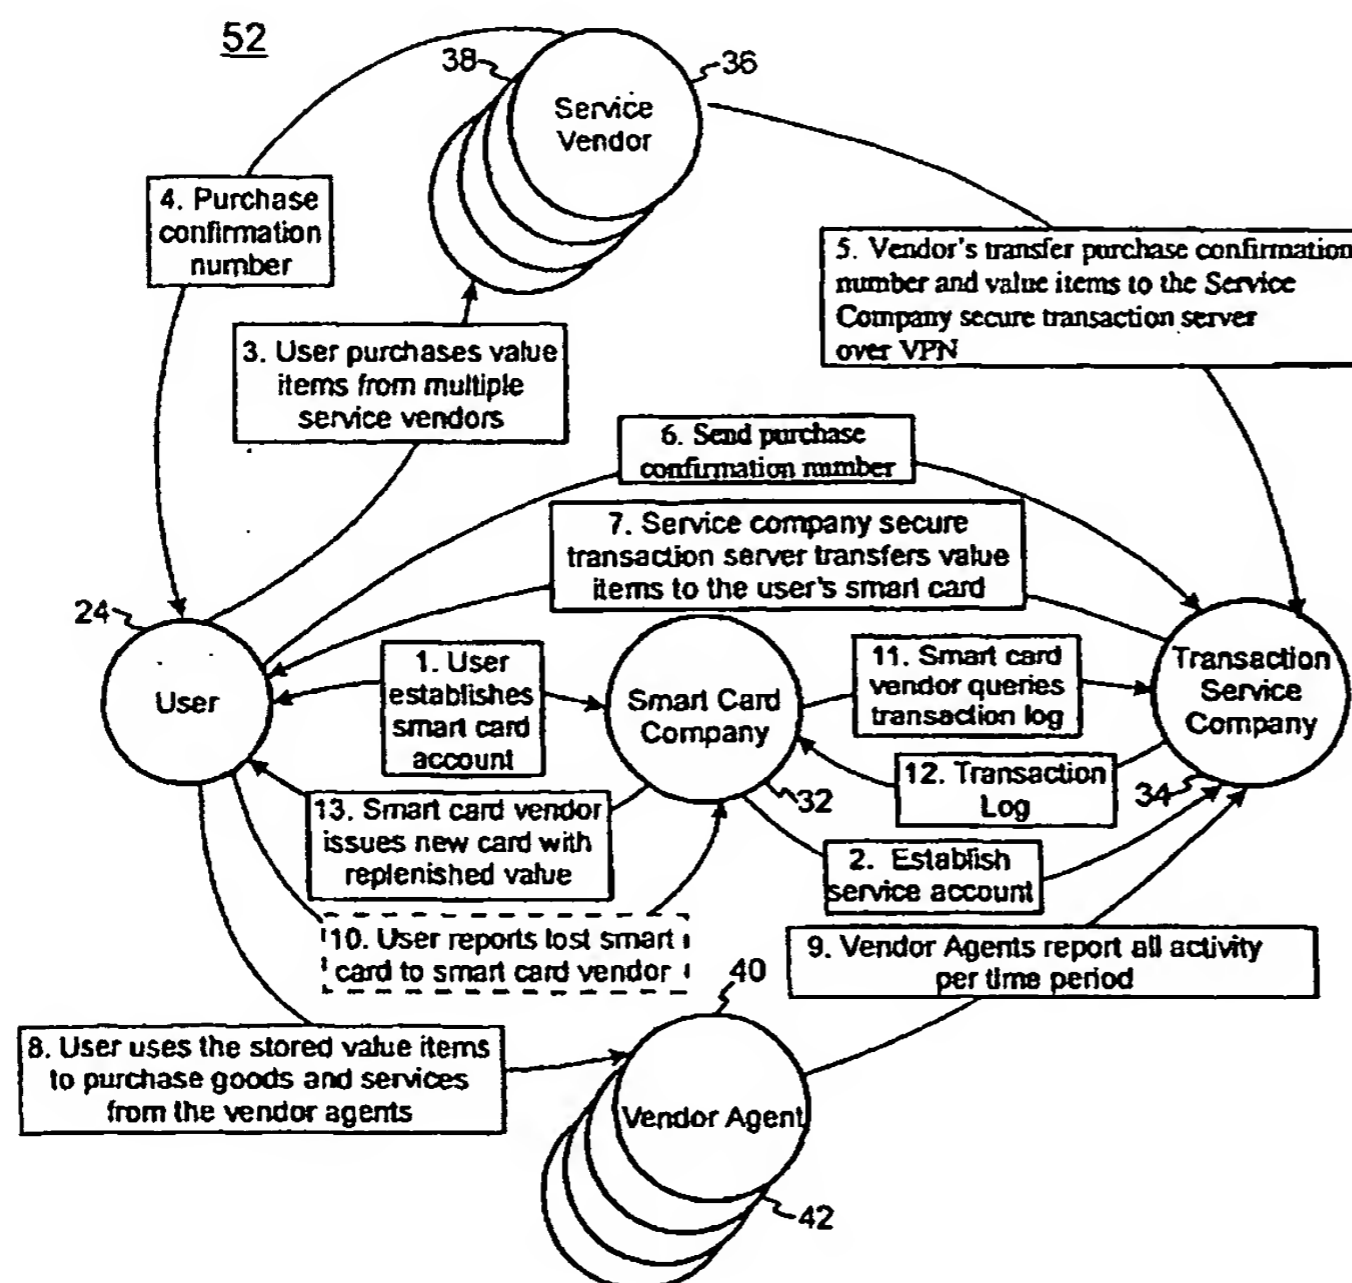 52
38
36
Service
Vendor
4. Purchase
confirmation
number
5. Vendor's transfer purchase confirmation
number and value items to the Service
Company secure transaction server
over VPN
3. User purchases value
items from multiple
service vendors
6. Send purchase
confirmation number
7. Service company secure
transaction server transfers value
items to the user's smart card
24
User
1. User
establishes
smart card
account
Smart Card
Company
32
11. Smart card
vendor queries
transaction log
Transaction
Service
Company
34
12. Transaction
Log
13. Smart card vendor
issues new card with
replenished value
2. Establish
service account
10. User reports lost smart
card to smart card vendor
9. Vendor Agents report all activity
per time period
40
8. User uses the stored value items
to purchase goods and services
from the vendor agents
Vendor Agent
42